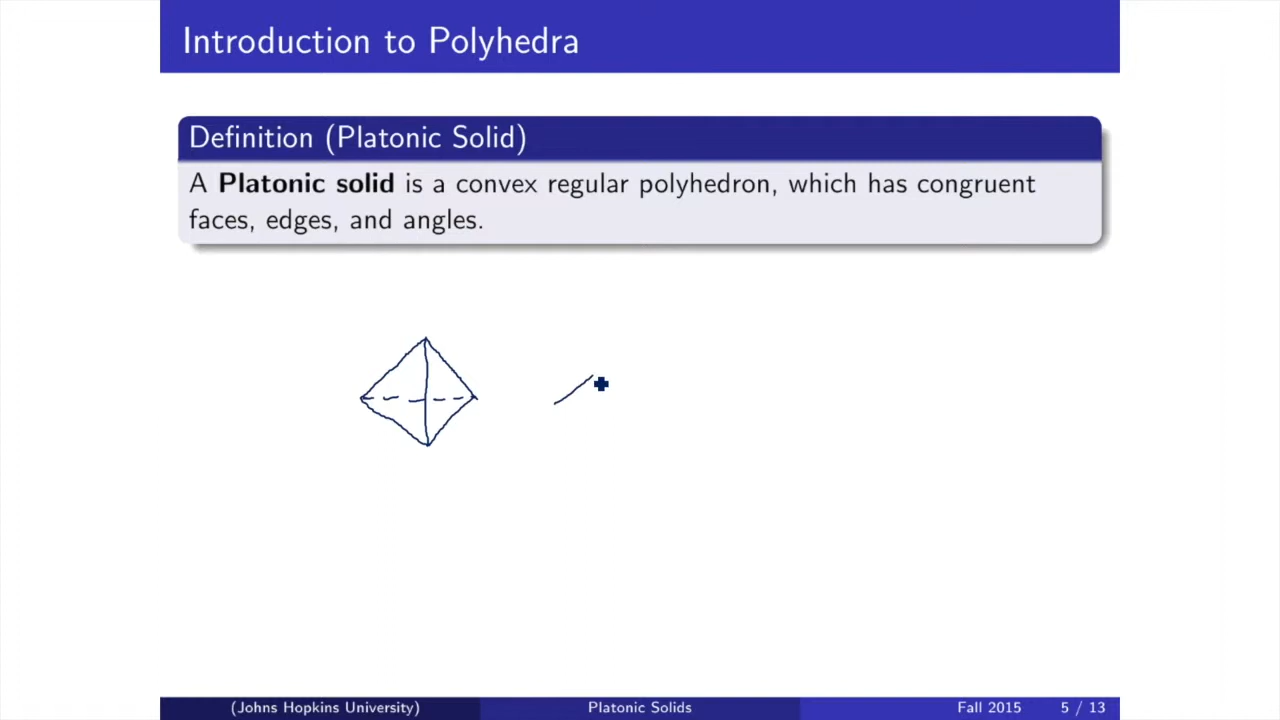 Introduction to Polyhedra
Definition (Platonic Solid)
A Platonic solid is a convex regular polyhedron, which has congruent
faces, edges, and angles.
(Johns Hopkins University) Platonic Solids Fall 2015 5 / 13